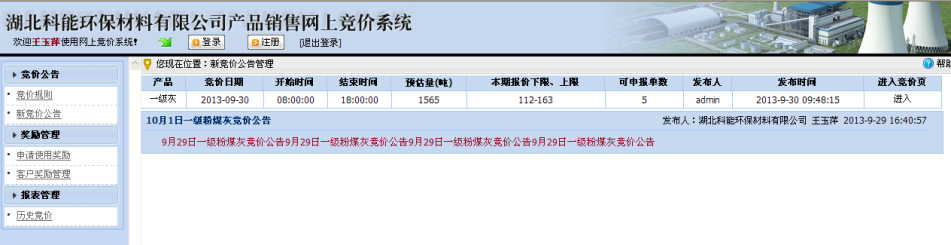 湖北科能环保材料有限公司产品销售网上竞价系统
欢迎王玉萍使用网上竞价系统! 登录 注册 [退出登录]
竞价公告
竞价规则
新竞价公告
奖励管理
申请使用奖励
客户奖励管理
报表管理
历史竞价
您现在位置：新竞价公告管理 帮助
产品 竞价日期 开始时间 结束时间 预估量(吨) 本期报价下限、上限 可申报单数 发布人 发布时间 进入竞价页
一级灰 2013-09-30 08:00:00 18:00:00 1565 112-163 5 admin 2013-9-30 09:48:15 进入
10月1日一级粉煤灰竞价公告 发布人：湖北科能环保材料有限公司 王玉萍 2013-9-29 16:40:57
9月29日一级粉煤灰竞价公告9月29日一级粉煤灰竞价公告9月29日一级粉煤灰竞价公告9月29日一级粉煤灰竞价公告